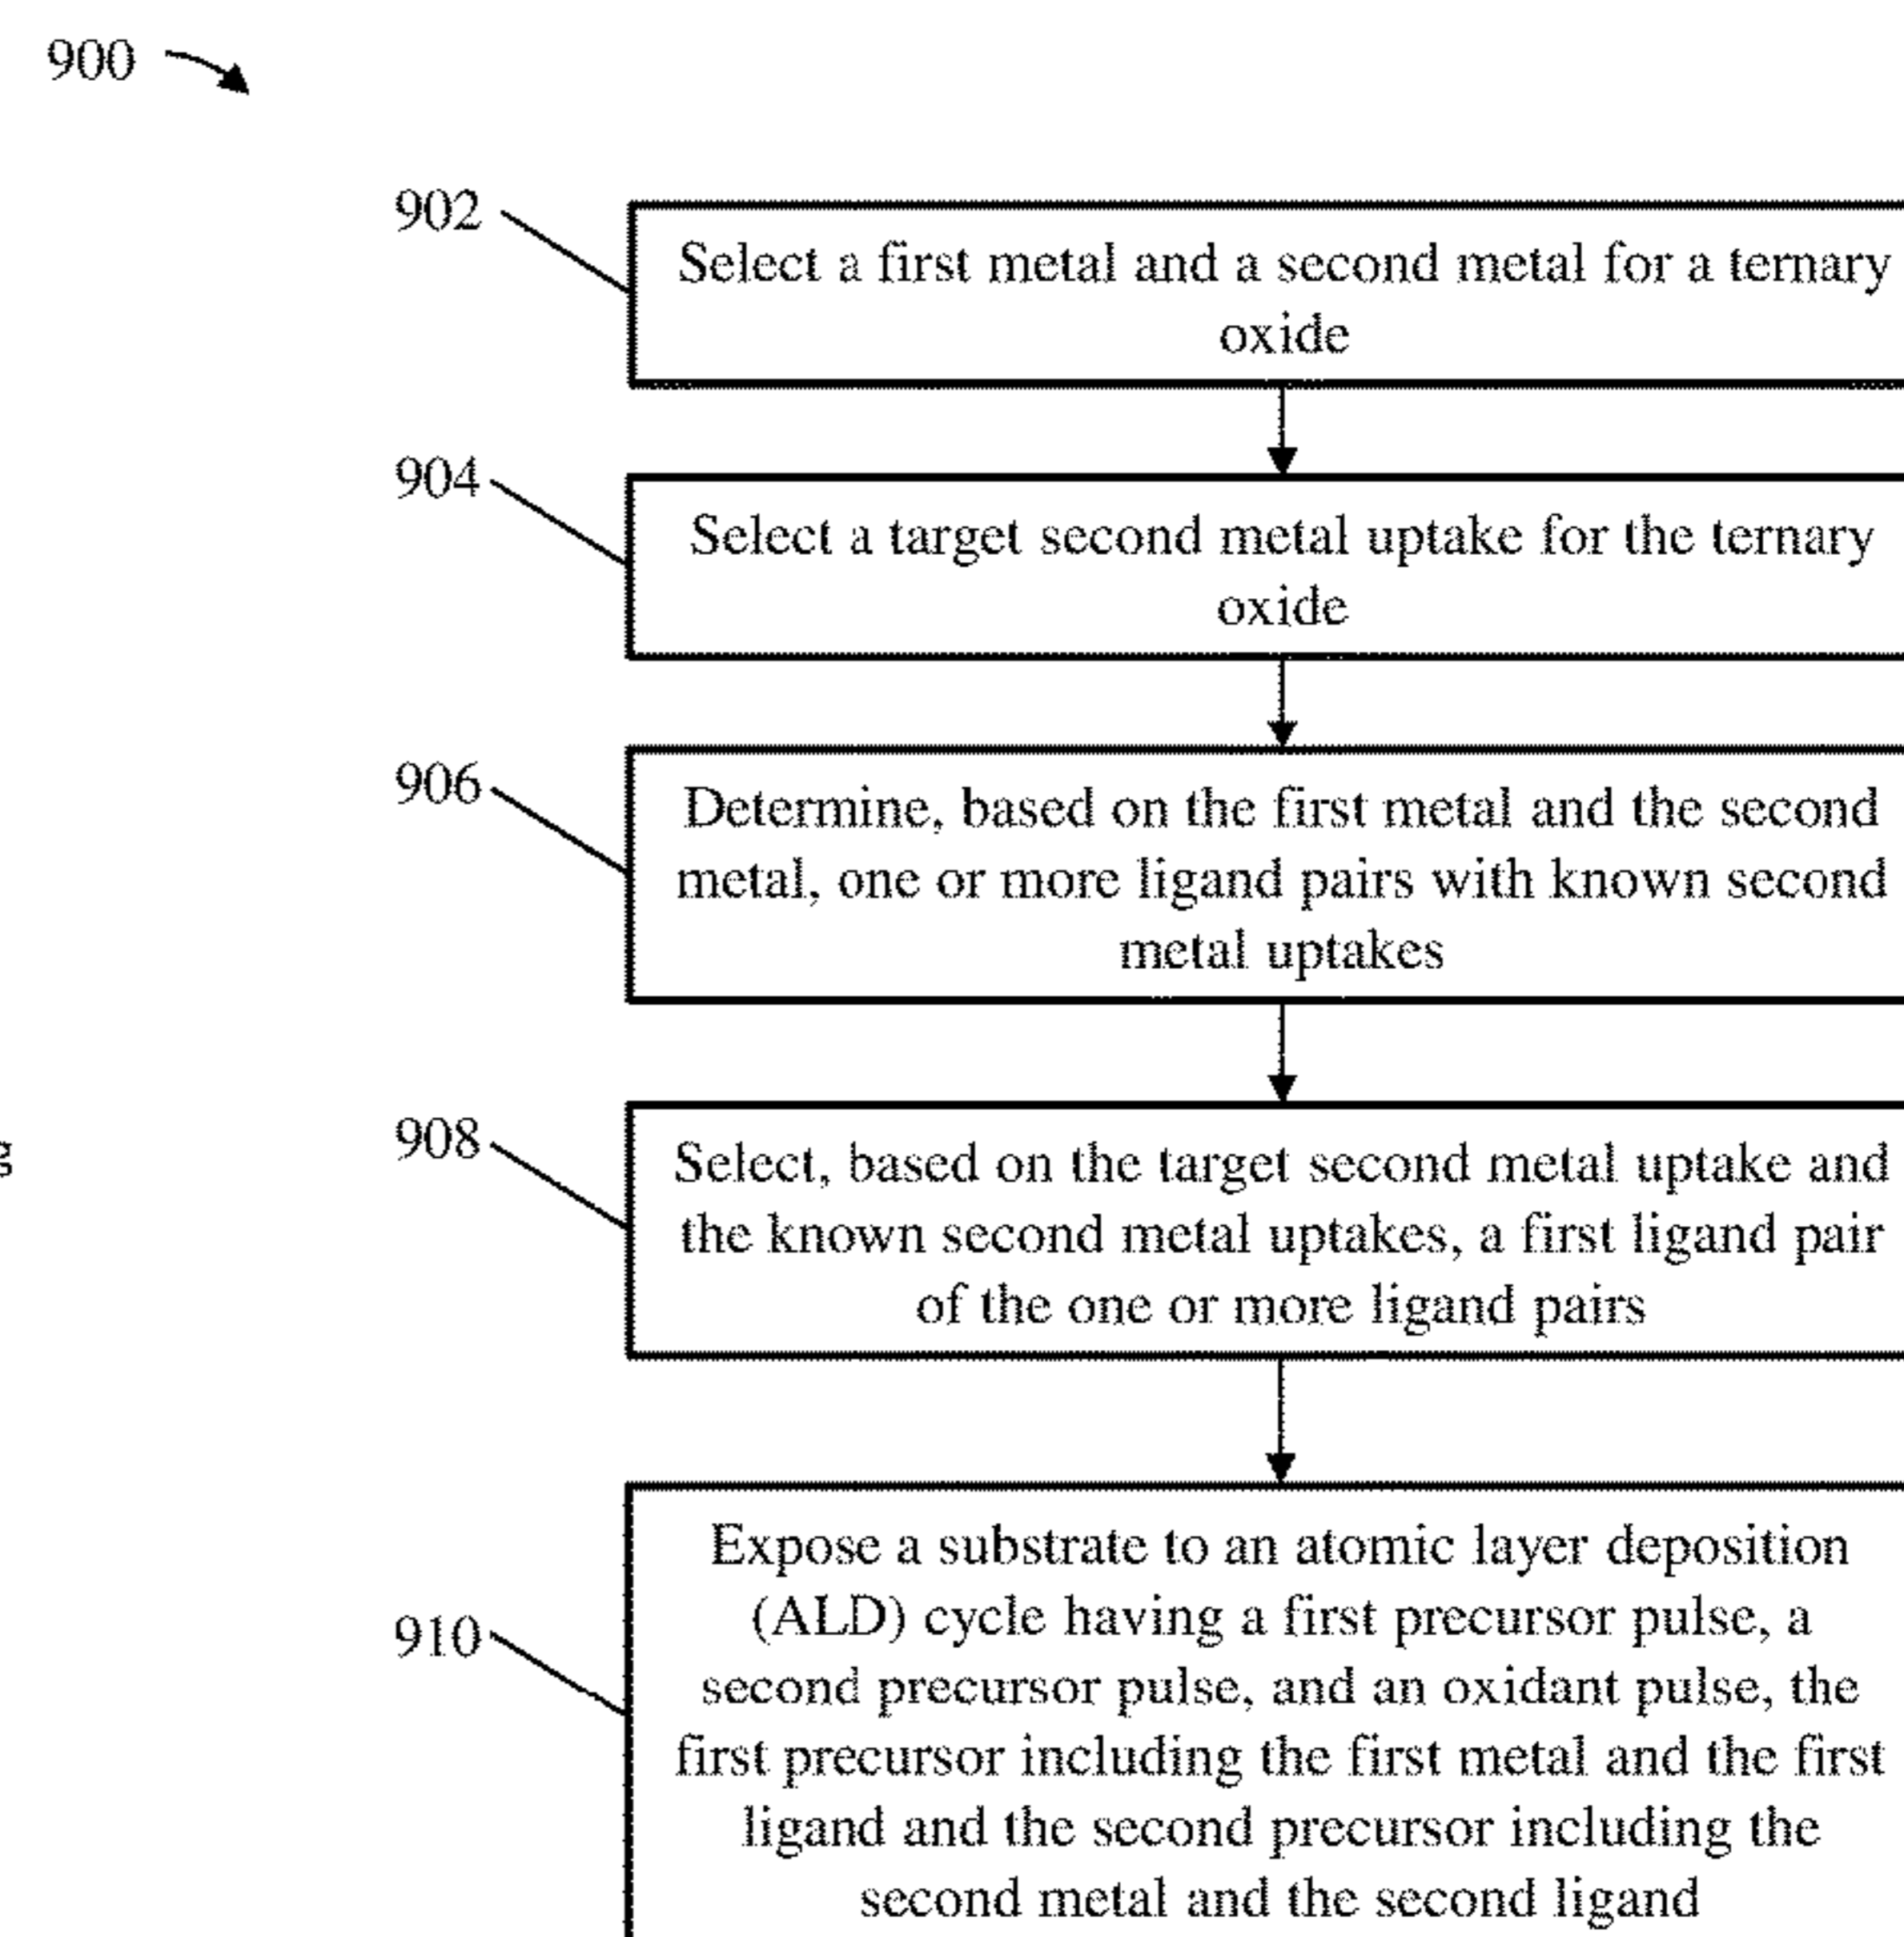 900
902
Select a first metal and a second metal for a ternary
oxide
904
Select a target second metal uptake for the ternary
oxide
906
Determine, based on the first metal and the second
metal, one or more ligand pairs with known second
metal uptakes
908
Select, based on the target second metal uptake and
the known second metal uptakes, a first ligand pair
of the one or more ligand pairs
910
Expose a substrate to an atomic layer deposition
(ALD) cycle having a first precursor pulse, a
second precursor pulse, and an oxidant pulse, the
first precursor including the first metal and the first
ligand and the second precursor including the
second metal and the second ligand